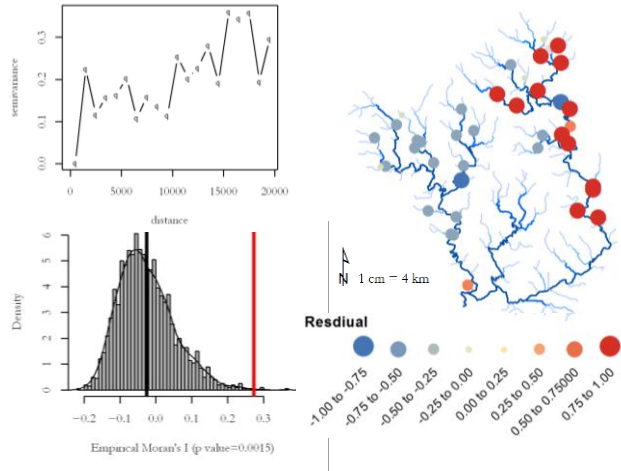 semivariance
0.0 0.1 0.2 0.3
0 5000 10000 15000 20000
distance
Density
0 1 2 3 4 5 6
−0.2 −0.1 0.0 0.1 0.2 0.3
Empirical Moran's I (p value=0.0015)
N 1 cm = 4 km
Resdiual
-1.00 to -0.75
-0.75 to -0.50
-0.50 to -0.25
-0.25 to 0.00
0.00 to 0.25
0.25 to 0.50
0.50 to 0.75000
0.75 to 1.00